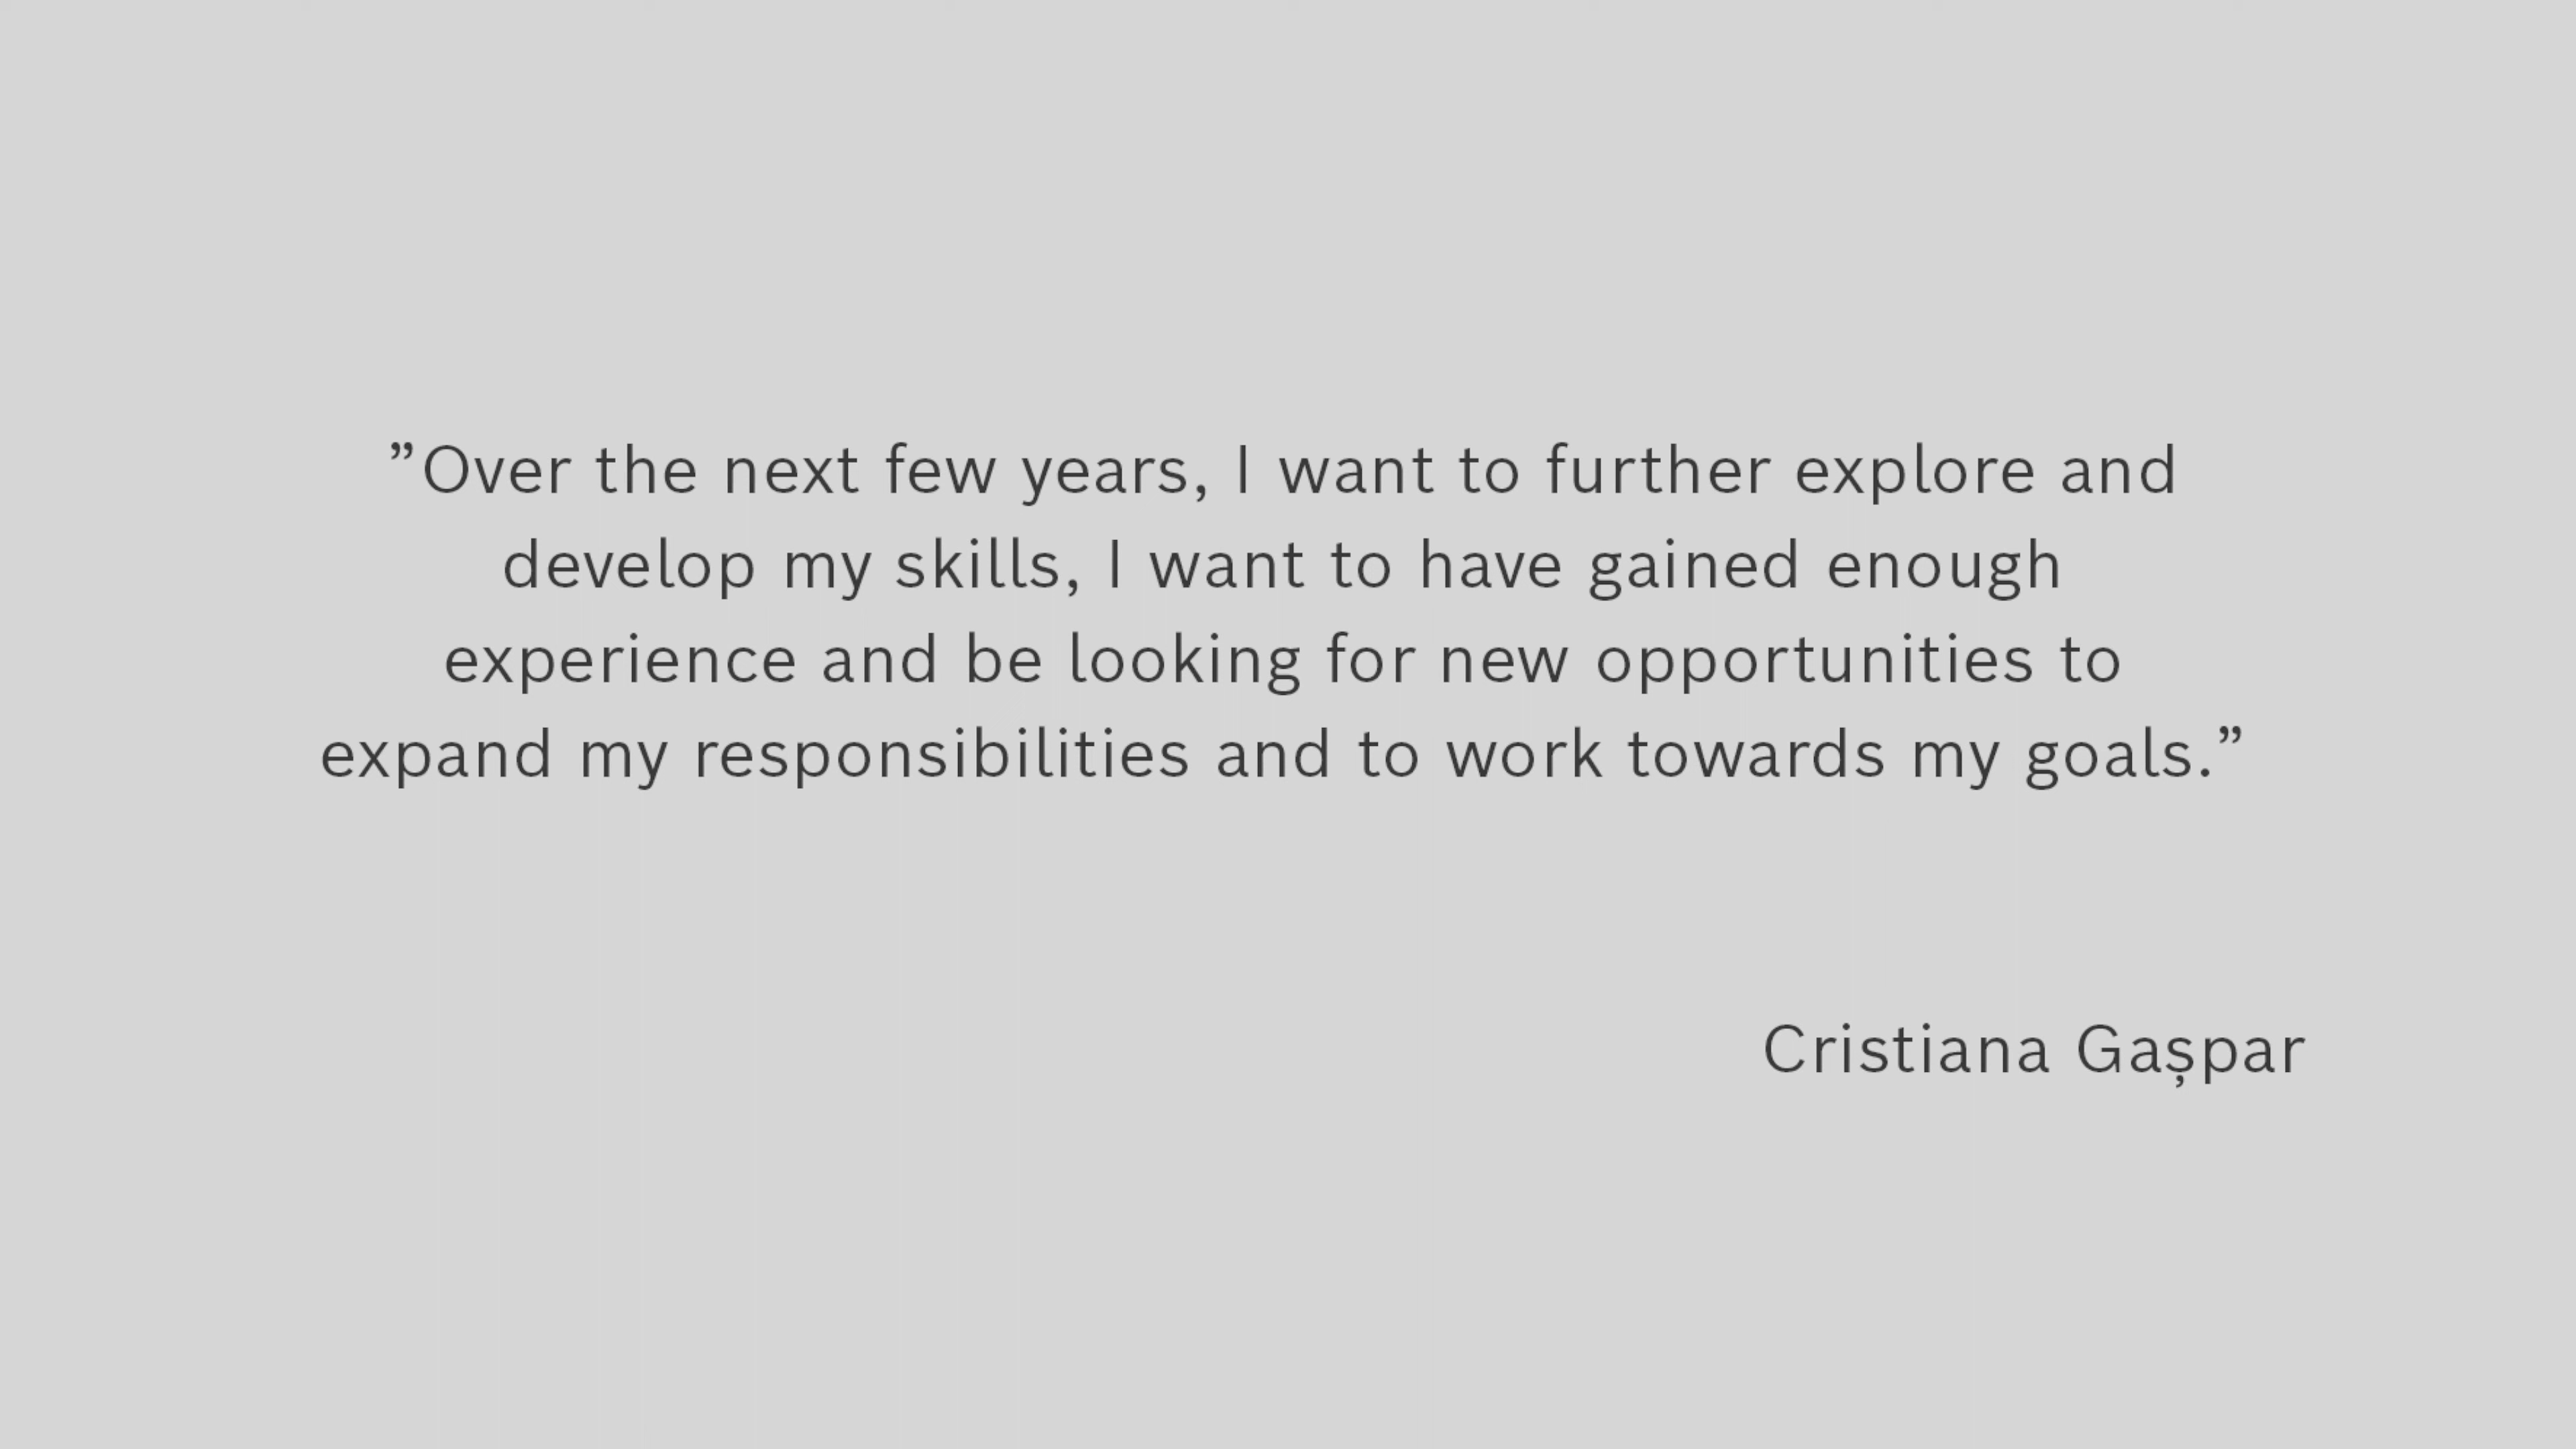 ”Over the next few years, I want to further explore and
develop my skills, I want to have gained enough
experience and be looking for new opportunities to
expand my responsibilities and to work towards my goals.”
Cristiana Gașpar